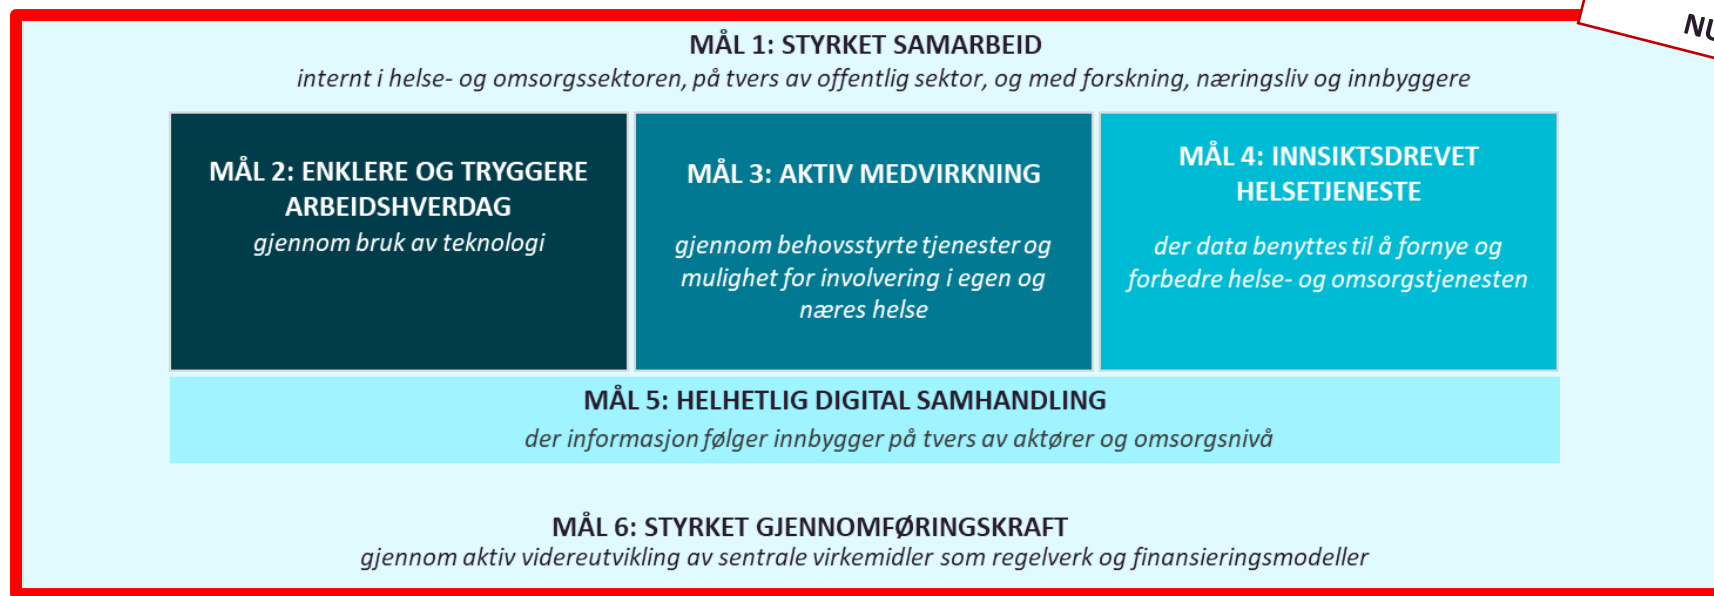 MÅL 1: STYRKET SAMARBEID
internt i helse- og omsorgssektoren, på tvers av offentlig sektor, og med forskning, næringsliv og innbyggere
MÅL 2: ENKLERE OG TRYGGERE
ARBEIDSHVERDAG
gjennom bruk av teknologi
MÅL 3: AKTIV MEDVIRKNING
gjennom behovsstyrte tjenester og
mulighet for involvering i egen og
næres helse
MÅL 4: INNSIKTSDREVET
HELSETJENESTE
der data benyttes til å fornye og
forbedre helse- og omsorgstjenesten
MÅL 5: HELHETLIG DIGITAL SAMHANDLING
der informasjon følger innbygger på tvers av aktører og omsorgsnivå
MÅL 6: STYRKET GJENNOMFØRINGSKRAFT
gjennom aktiv videreutvikling av sentrale virkemidler som regelverk og finansieringsmodeller